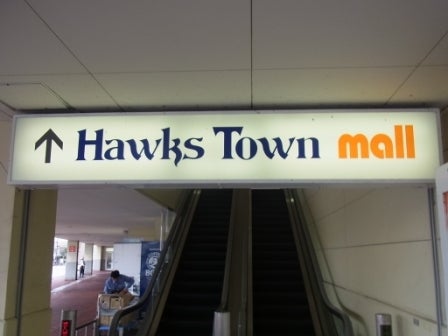 ↑ Hawks Town mall